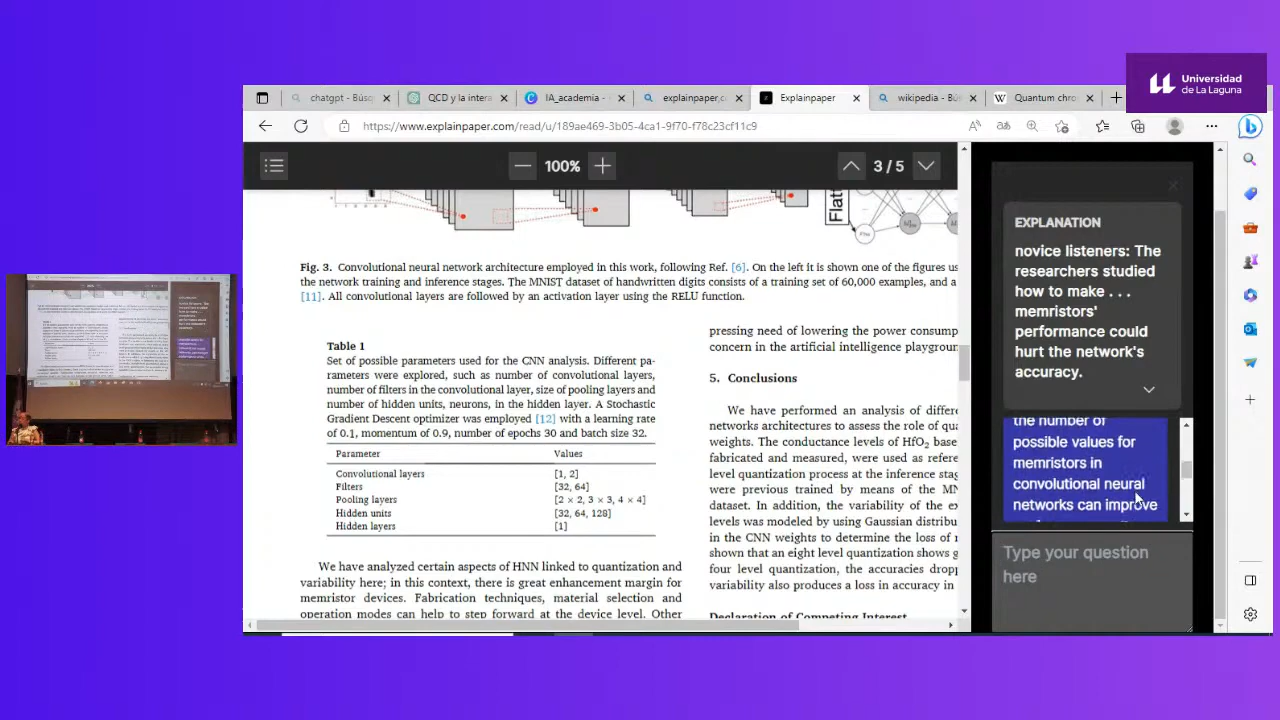 Universidad
de La Laguna
chatgpt - Bús
QCD y la intera
IA_academia -
explainpaper.c
Explainpaper
wikipedia - Bú
Quantum chro
https://www.explainpaper.com/read/u/189ae469-3b05-4ca1-9f70-f78c23cf11c9
100%
3 / 5
Flatt
Fig. 3. Convolutional neural network architecture employed in this work, following Ref. [6]. On the left it is shown one of the figures us
the network training and inference stages. The MNIST dataset of handwritten digits consists of a training set of 60,000 examples, and a
[11]. All convolutional layers are followed by an activation layer using the RELU function.
Table 1
Set of possible parameters used for the CNN analysis. Different pa-
rameters were explored, such number of convolutional layers,
number of filters in the convolutional layer, size of pooling layers and
number of hidden units, neurons, in the hidden layer. A Stochastic
Gradient Descent optimizer was employed [12] with a learning rate
of 0.1, momentum of 0.9, number of epochs 30 and batch size 32.
Parameter Values
Convolutional layers [1, 2]
Filters [32, 64]
Pooling layers [2 × 2, 3 × 3, 4 × 4]
Hidden units [32, 64, 128]
Hidden layers [1]
We have analyzed certain aspects of HNN linked to quantization and
variability here; in this context, there is great enhancement margin for
memristor devices. Fabrication techniques, material selection and
operation modes can help to step forward at the device level. Other
pressing need of lowering the power consump
concern in the artificial intelligence playgroun
5. Conclusions
We have performed an analysis of differe
networks architectures to assess the role of qua
weights. The conductance levels of HfO2 base
fabricated and measured, were used as refere
level quantization process at the inference stag
were previous trained by means of the MN
dataset. In addition, the variability of the ex
levels was modeled by using Gaussian distribu
in the CNN weights to determine the loss of
shown that an eight level quantization shows g
four level quantization, the accuracies dropp
variability also produces a loss in accuracy in
Declaration of Competing Interest
EXPLANATION
novice listeners: The
researchers studied
how to make . . .
memristors'
performance could
hurt the network's
accuracy.
the number of
possible values for
memristors in
convolutional neural
networks can improve
Type your question
here